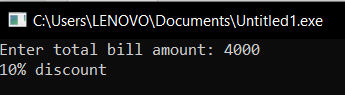 C:\Users\LENOVO\Documents\Untitled1.exe
Enter total bill amount: 4000
10% discount